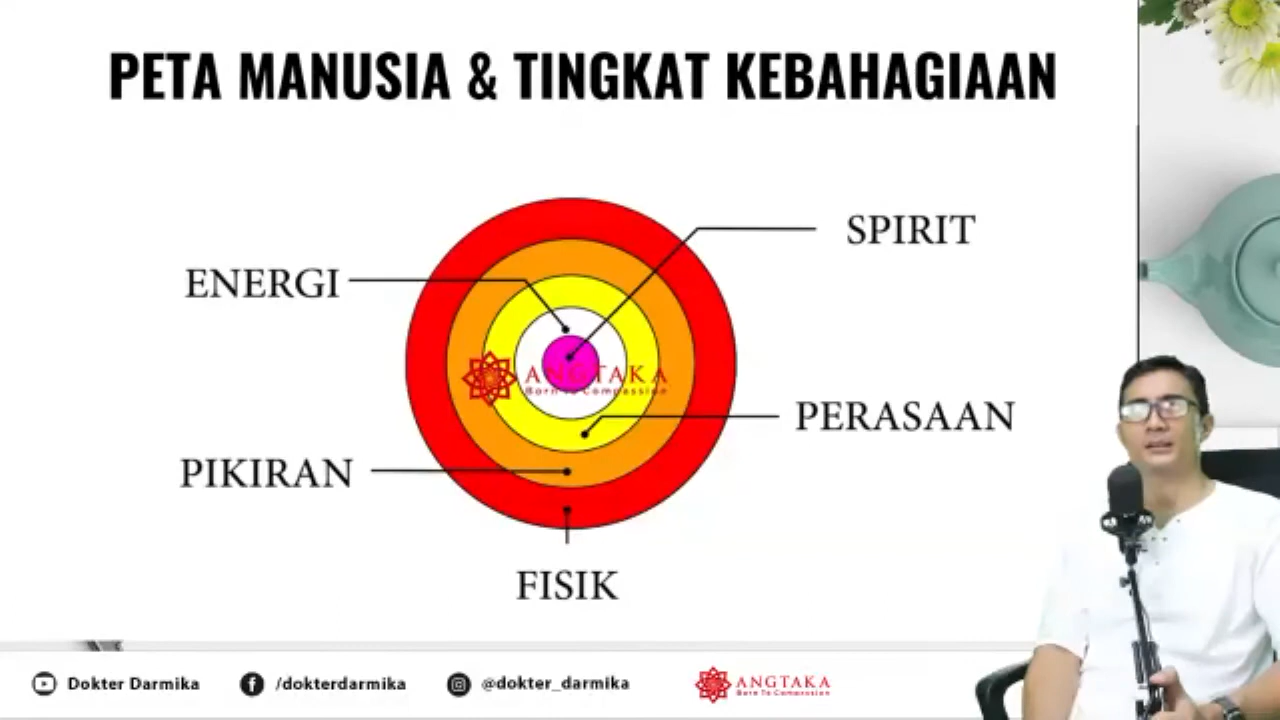 PETA MANUSIA & TINGKAT KEBAHAGIAAN
SPIRIT
ENERGI
ANGTAKA
Born To Compassion
PERASAAN
PIKIRAN
FISIK
Dokter Darmika
/dokterdarmika
@dokter_darmika
ANGTAKA
Born To Compassion